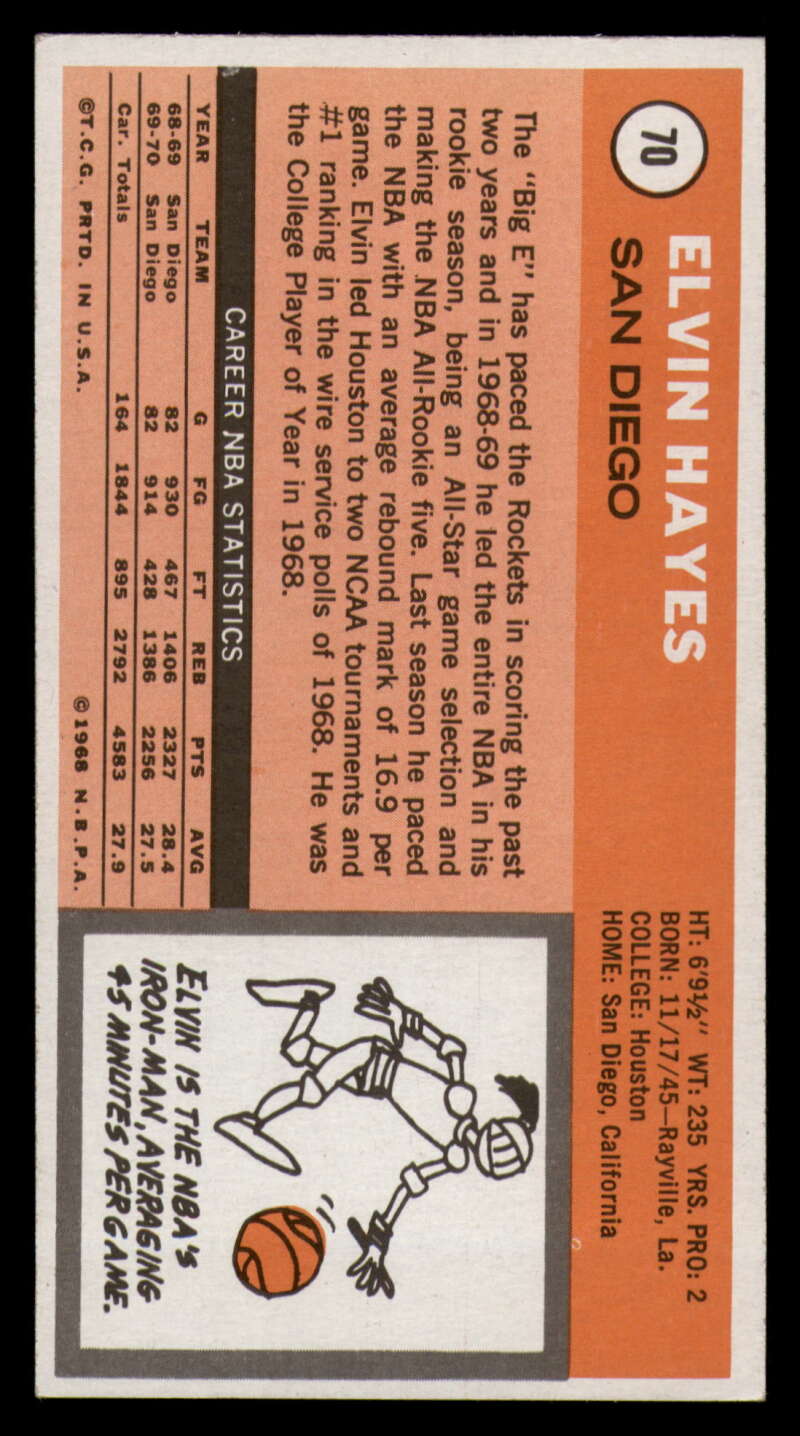 70
ELVIN HAYES
SAN DIEGO
HT: 6'9½" WT: 235 YRS. PRO: 2
BORN: 11/17/45—Rayville, La.
COLLEGE: Houston
HOME: San Diego, California
The "Big E" has paced the Rockets in scoring the past
two years and in 1968-69 he led the entire NBA in his
rookie season, being an All-Star game selection and
making the NBA All-Rookie five. Last season he paced
the NBA with an average rebound mark of 16.9 per
game. Elvin led Houston to two NCAA tournaments and
#1 ranking in the wire service polls of 1968. He was
the College Player of Year in 1968.
CAREER NBA STATISTICS
YEAR TEAM G FG FT REB PTS AVG
68-69 San Diego 82 930 467 1406 2327 28.4
69-70 San Diego 82 914 428 1386 2256 27.5
Car. Totals 164 1844 895 2792 4583 27.9
©T.C.G. PRTD. IN U.S.A. ©1968 N.B.P.A.
ELVIN IS THE NBA'S
IRON-MAN, AVERAGING
45 MINUTES PER GAME.